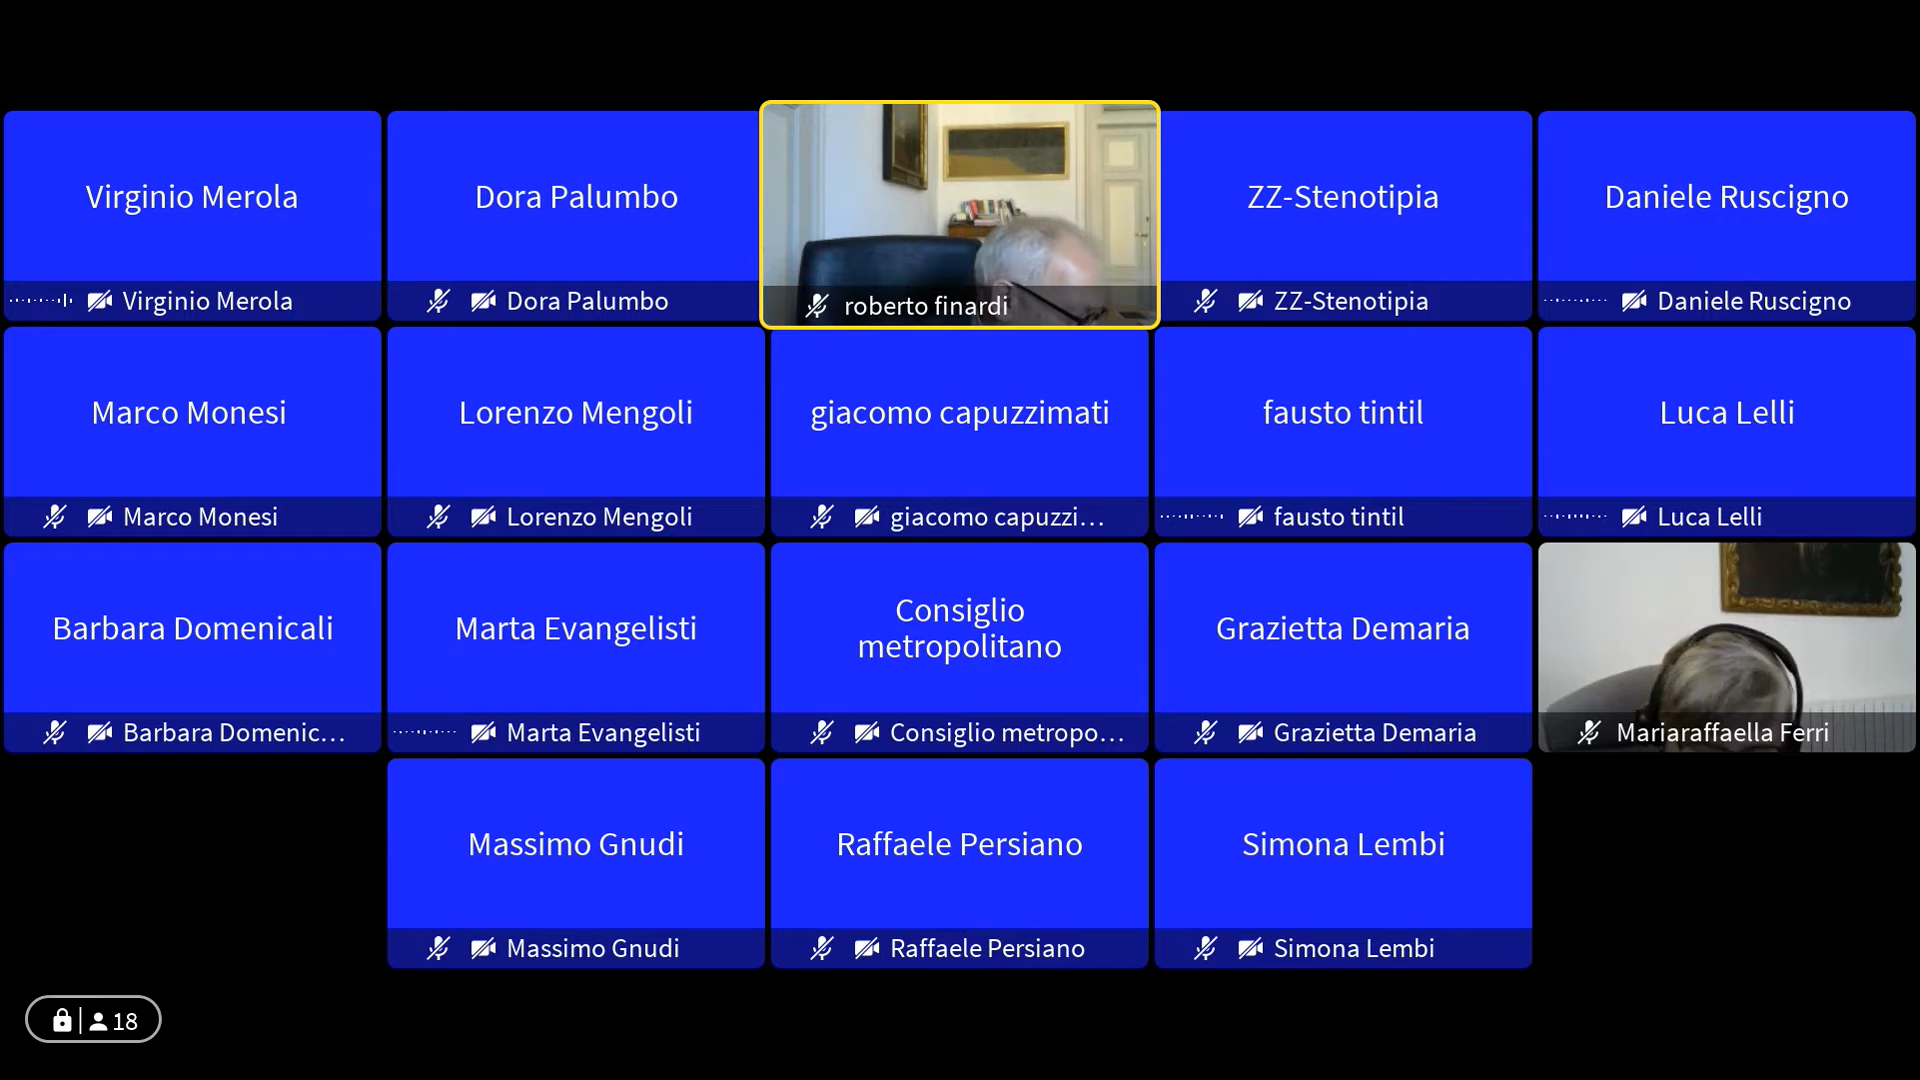 Virginio Merola
Virginio Merola
Dora Palumbo
Dora Palumbo
roberto finardi
ZZ-Stenotipia
ZZ-Stenotipia
Daniele Ruscigno
Daniele Ruscigno
Marco Monesi
Marco Monesi
Lorenzo Mengoli
Lorenzo Mengoli
giacomo capuzzimati
giacomo capuzzi...
fausto tintil
fausto tintil
Luca Lelli
Luca Lelli
Barbara Domenicali
Barbara Domenic...
Marta Evangelisti
Marta Evangelisti
Consiglio
metropolitano
Consiglio metropo...
Grazietta Demaria
Grazietta Demaria
Mariaraffaella Ferri
Massimo Gnudi
Massimo Gnudi
Raffaele Persiano
Raffaele Persiano
Simona Lembi
Simona Lembi
18